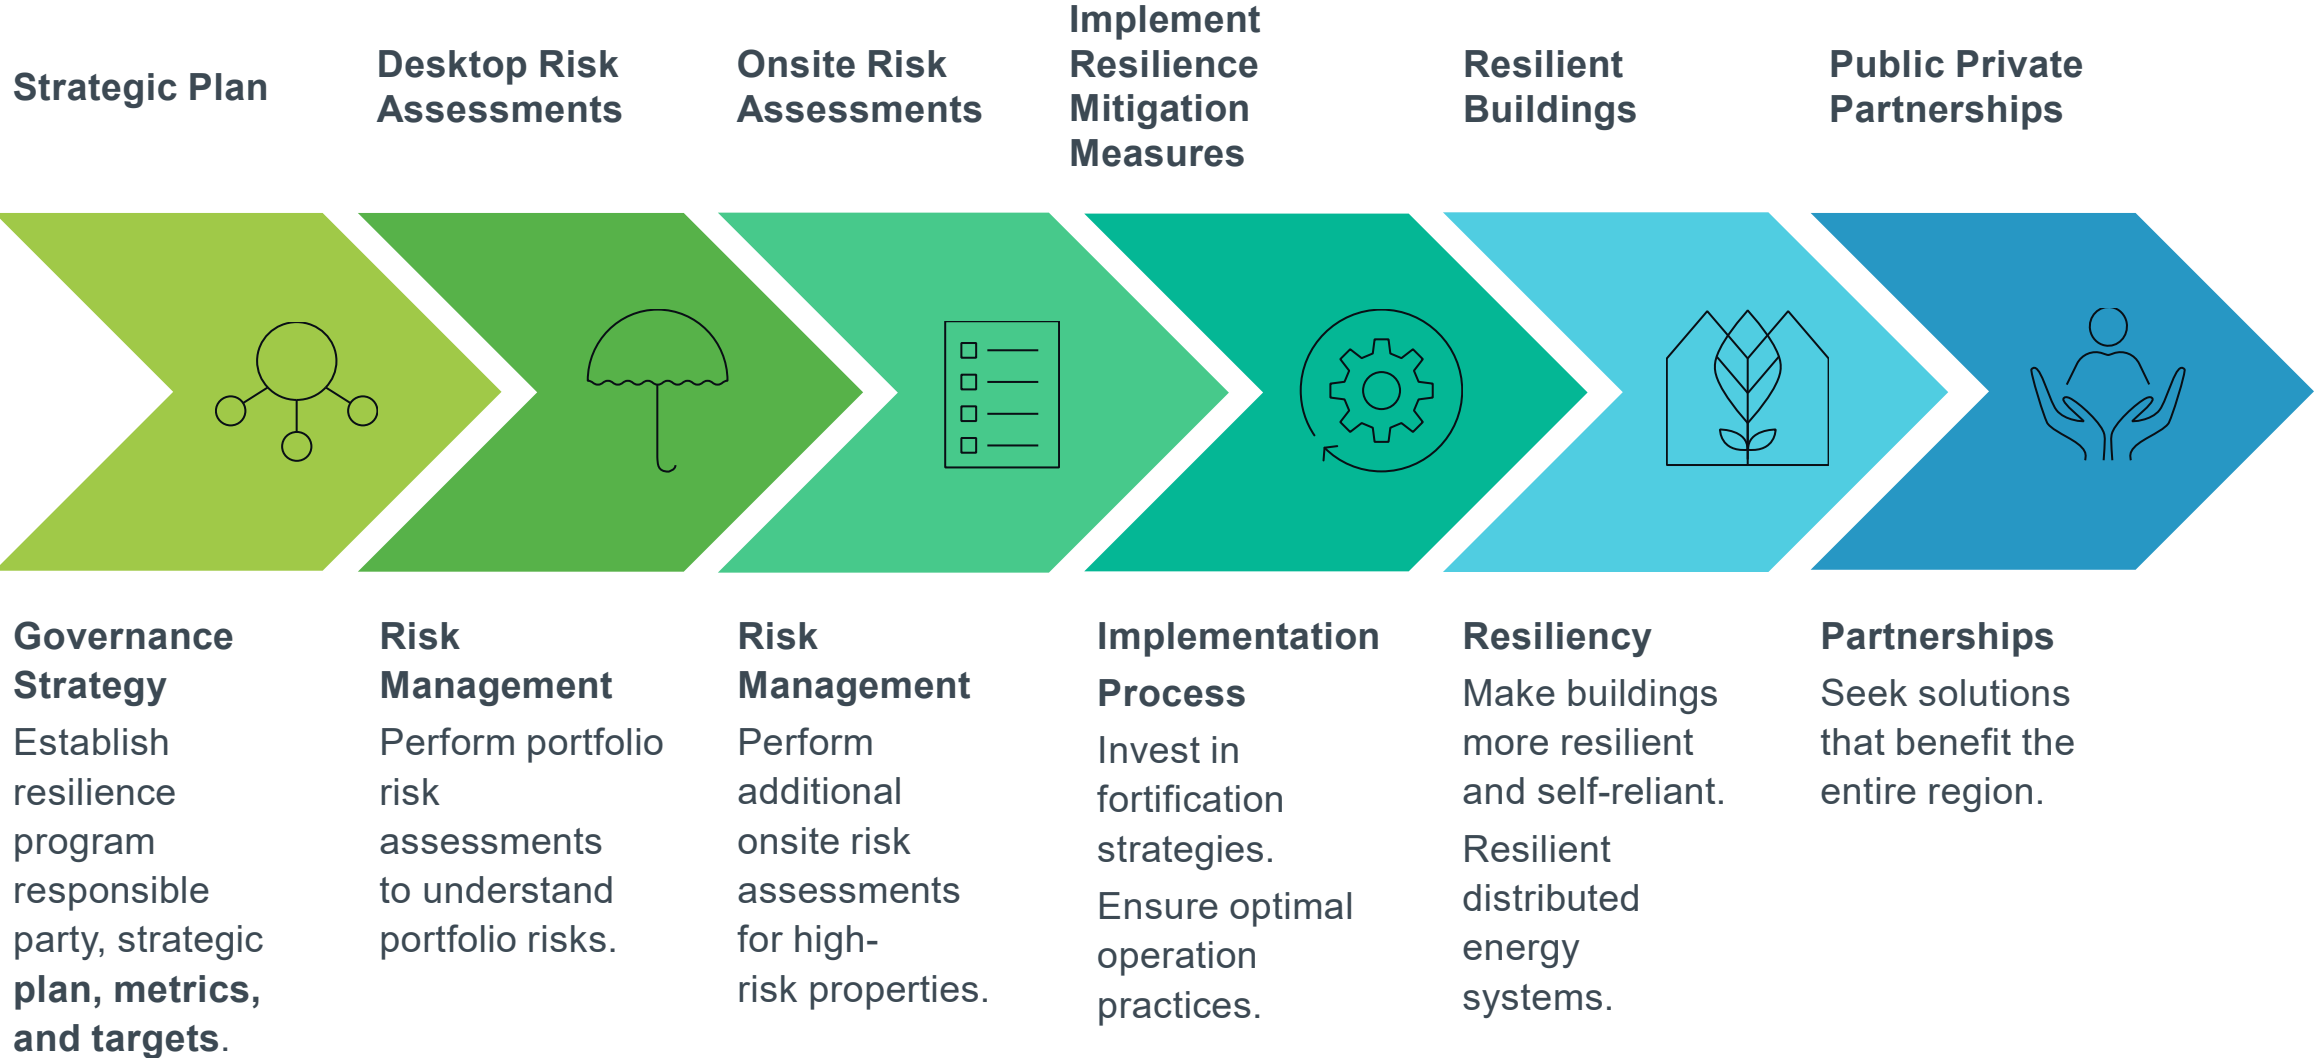 Strategic Plan
Desktop Risk
Assessments
Onsite Risk
Assessments
Implement
Resilience
Mitigation
Measures
Resilient
Buildings
Public Private
Partnerships
Governance
Strategy
Establish
resilience
program
responsible
party, strategic
plan, metrics,
and targets.
Risk
Management
Perform portfolio
risk
assessments
to understand
portfolio risks.
Risk
Management
Perform
additional
onsite risk
assessments
for high-
risk properties.
Implementation
Process
Invest in
fortification
strategies.
Ensure optimal
operation
practices.
Resiliency
Make buildings
more resilient
and self-reliant.
Resilient
distributed
energy
systems.
Partnerships
Seek solutions
that benefit the
entire region.